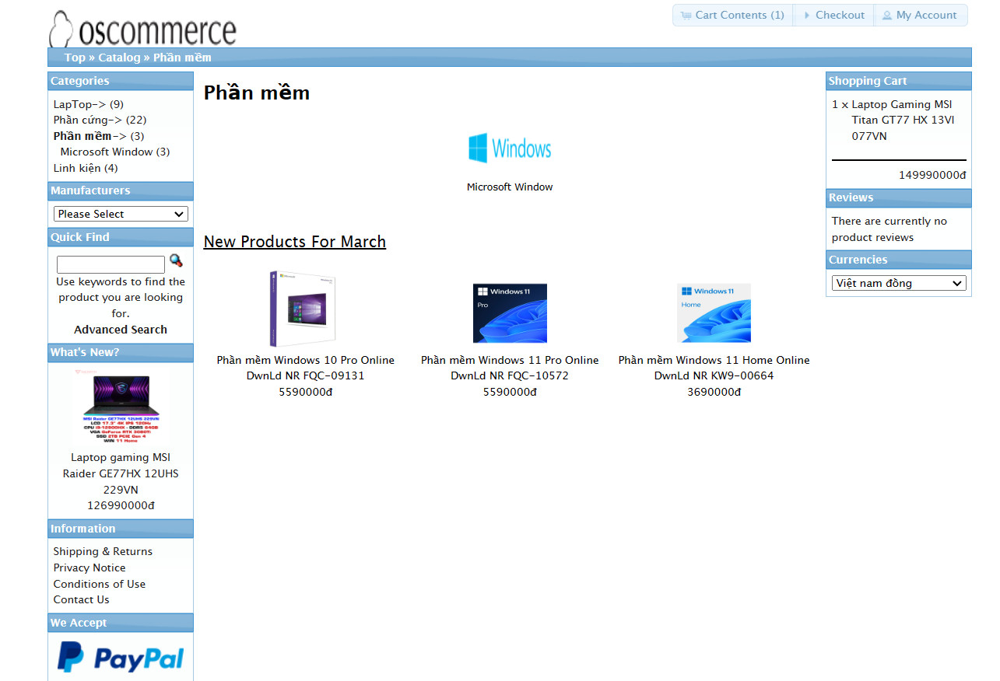 oscommerce
Cart Contents (1)
Checkout
My Account
Top » Catalog » Phần mềm
Categories
LapTop-> (9)
Phần cứng-> (22)
Phần mềm-> (3)
Microsoft Window (3)
Linh kiện (4)
Manufacturers
Please Select
Quick Find
Use keywords to find the
product you are looking
for.
Advanced Search
What's New?
MSI Raider GE77HX 12UHS 229VN
LCD 17.3" 4K IPS 120Hz
CPU i9-12900HX - DDR5 64GB
VGA GeForce RTX 3080Ti
SSD 2TB PCIE Gen 4
WIN 11 Home
Laptop gaming MSI
Raider GE77HX 12UHS
229VN
126990000đ
Information
Shipping & Returns
Privacy Notice
Conditions of Use
Contact Us
We Accept
PayPal
Phần mềm
Windows
Microsoft Window
New Products For March
Microsoft
Phần mềm Windows 10 Pro Online
DwnLd NR FQC-09131
5590000đ
Windows 11
Pro
Phần mềm Windows 11 Pro Online
DwnLd NR FQC-10572
5590000đ
Windows 11
Home
Phần mềm Windows 11 Home Online
DwnLd NR KW9-00664
3690000đ
Shopping Cart
1 x Laptop Gaming MSI
Titan GT77 HX 13VI
077VN
149990000đ
Reviews
There are currently no
product reviews
Currencies
Việt nam đồng